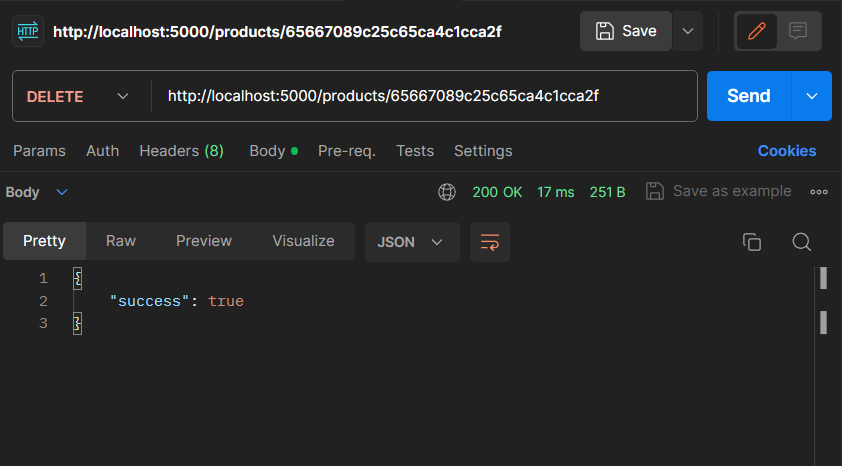 HTTP http://localhost:5000/products/65667089c25c65ca4c1cca2f Save
DELETE http://localhost:5000/products/65667089c25c65ca4c1cca2f Send
Params Auth Headers (8) Body Pre-req. Tests Settings Cookies
Body 200 OK 17 ms 251 B Save as example
Pretty Raw Preview Visualize JSON
1 {
2 "success": true
3 }